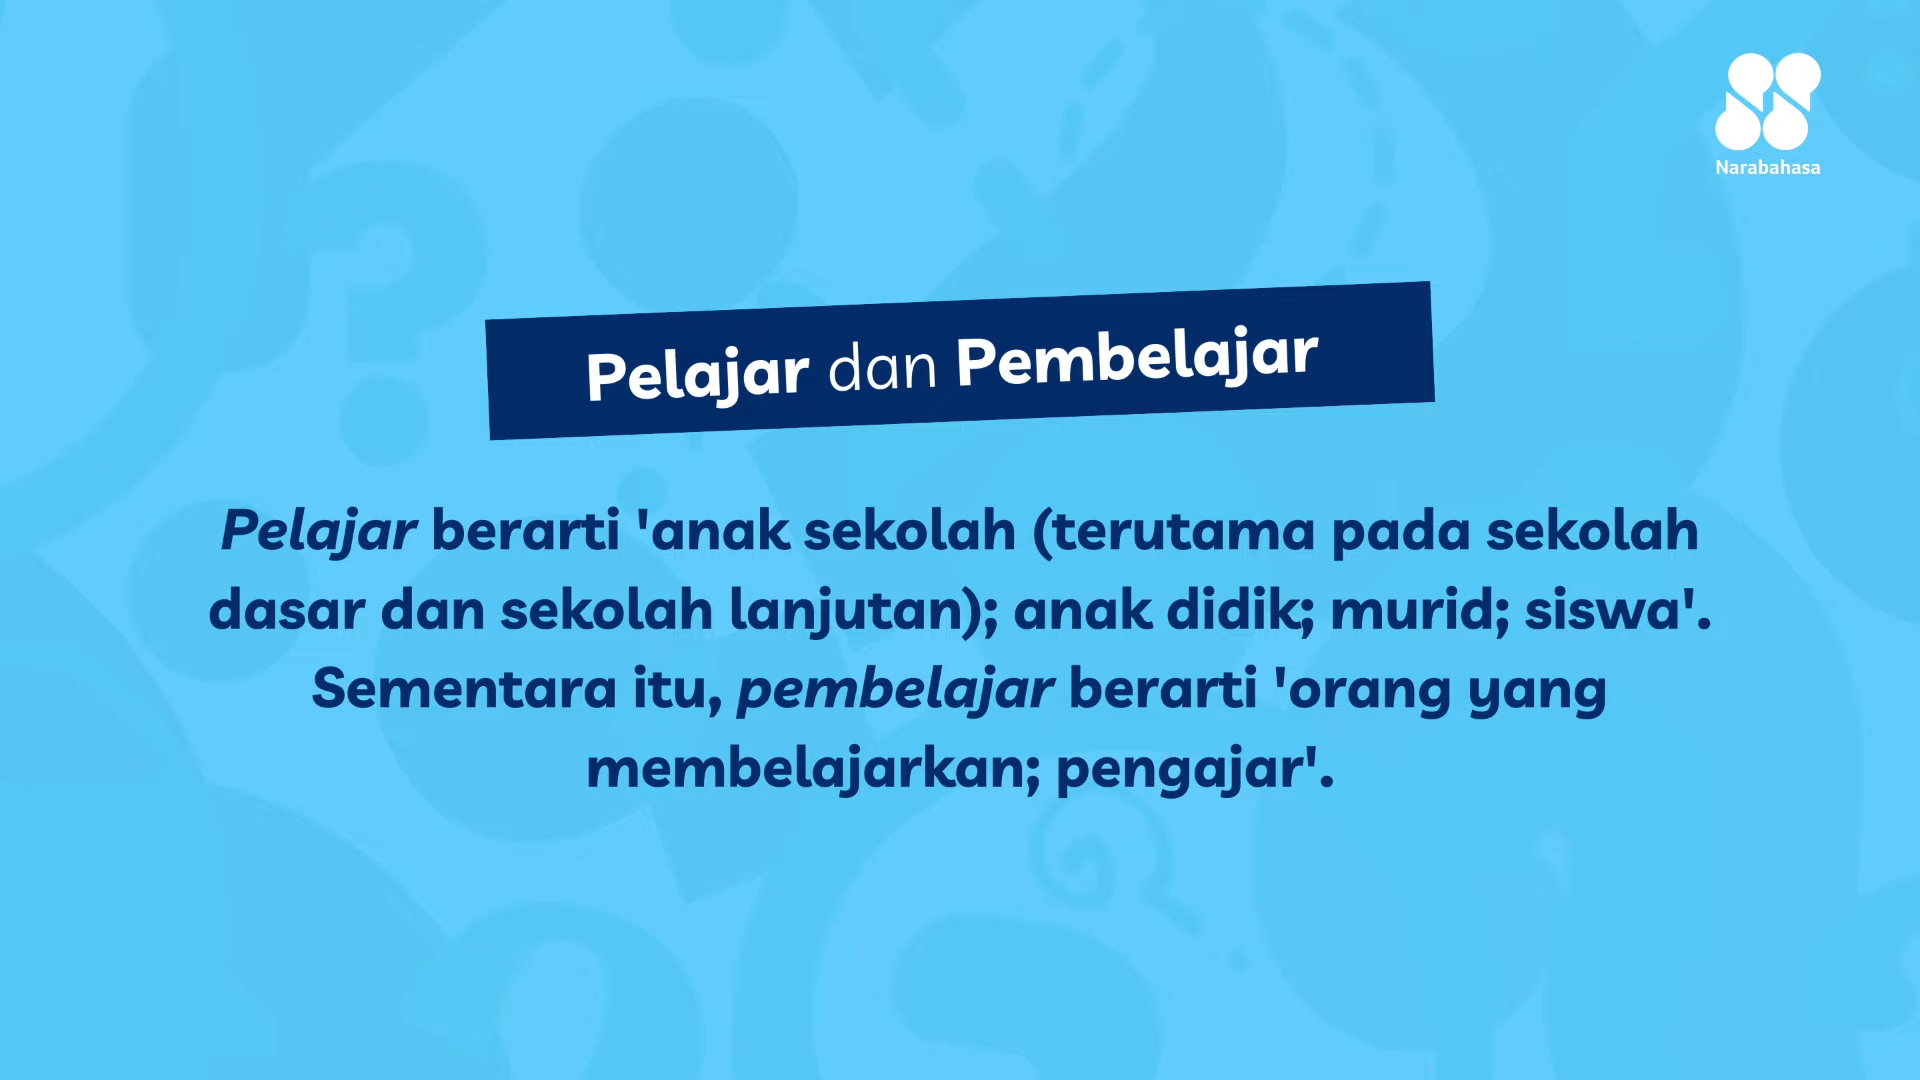 Narabahasa
Pelajar dan Pembelajar
Pelajar berarti 'anak sekolah (terutama pada sekolah
dasar dan sekolah lanjutan); anak didik; murid; siswa'.
Sementara itu, pembelajar berarti 'orang yang
membelajarkan; pengajar'.